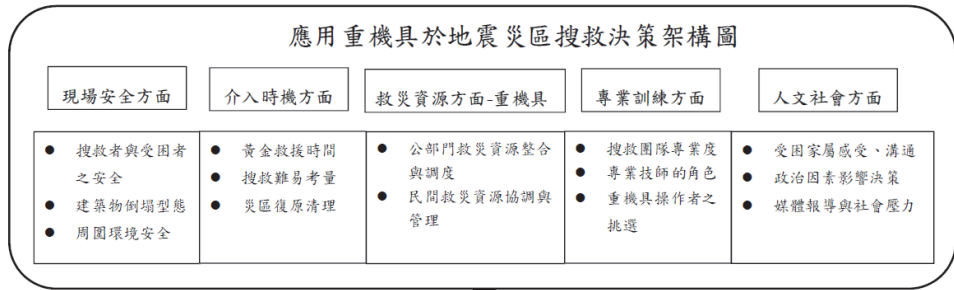 應用重機具於地震災區搜救決策架構圖
現場安全方面
介入時機方面
救災資源方面-重機具
專業訓練方面
人文社會方面
● 搜救者與受困者
之安全
● 建築物倒塌型態
● 周圍環境安全
● 黃金救援時間
● 搜救難易考量
● 災區復原清理
● 公部門救災資源整合
與調度
● 民間救災資源協調與
管理
● 搜救團隊專業度
● 專業技師的角色
● 重機具操作者之
挑選
● 受困家屬感受、溝通
● 政治因素影響決策
● 媒體報導與社會壓力